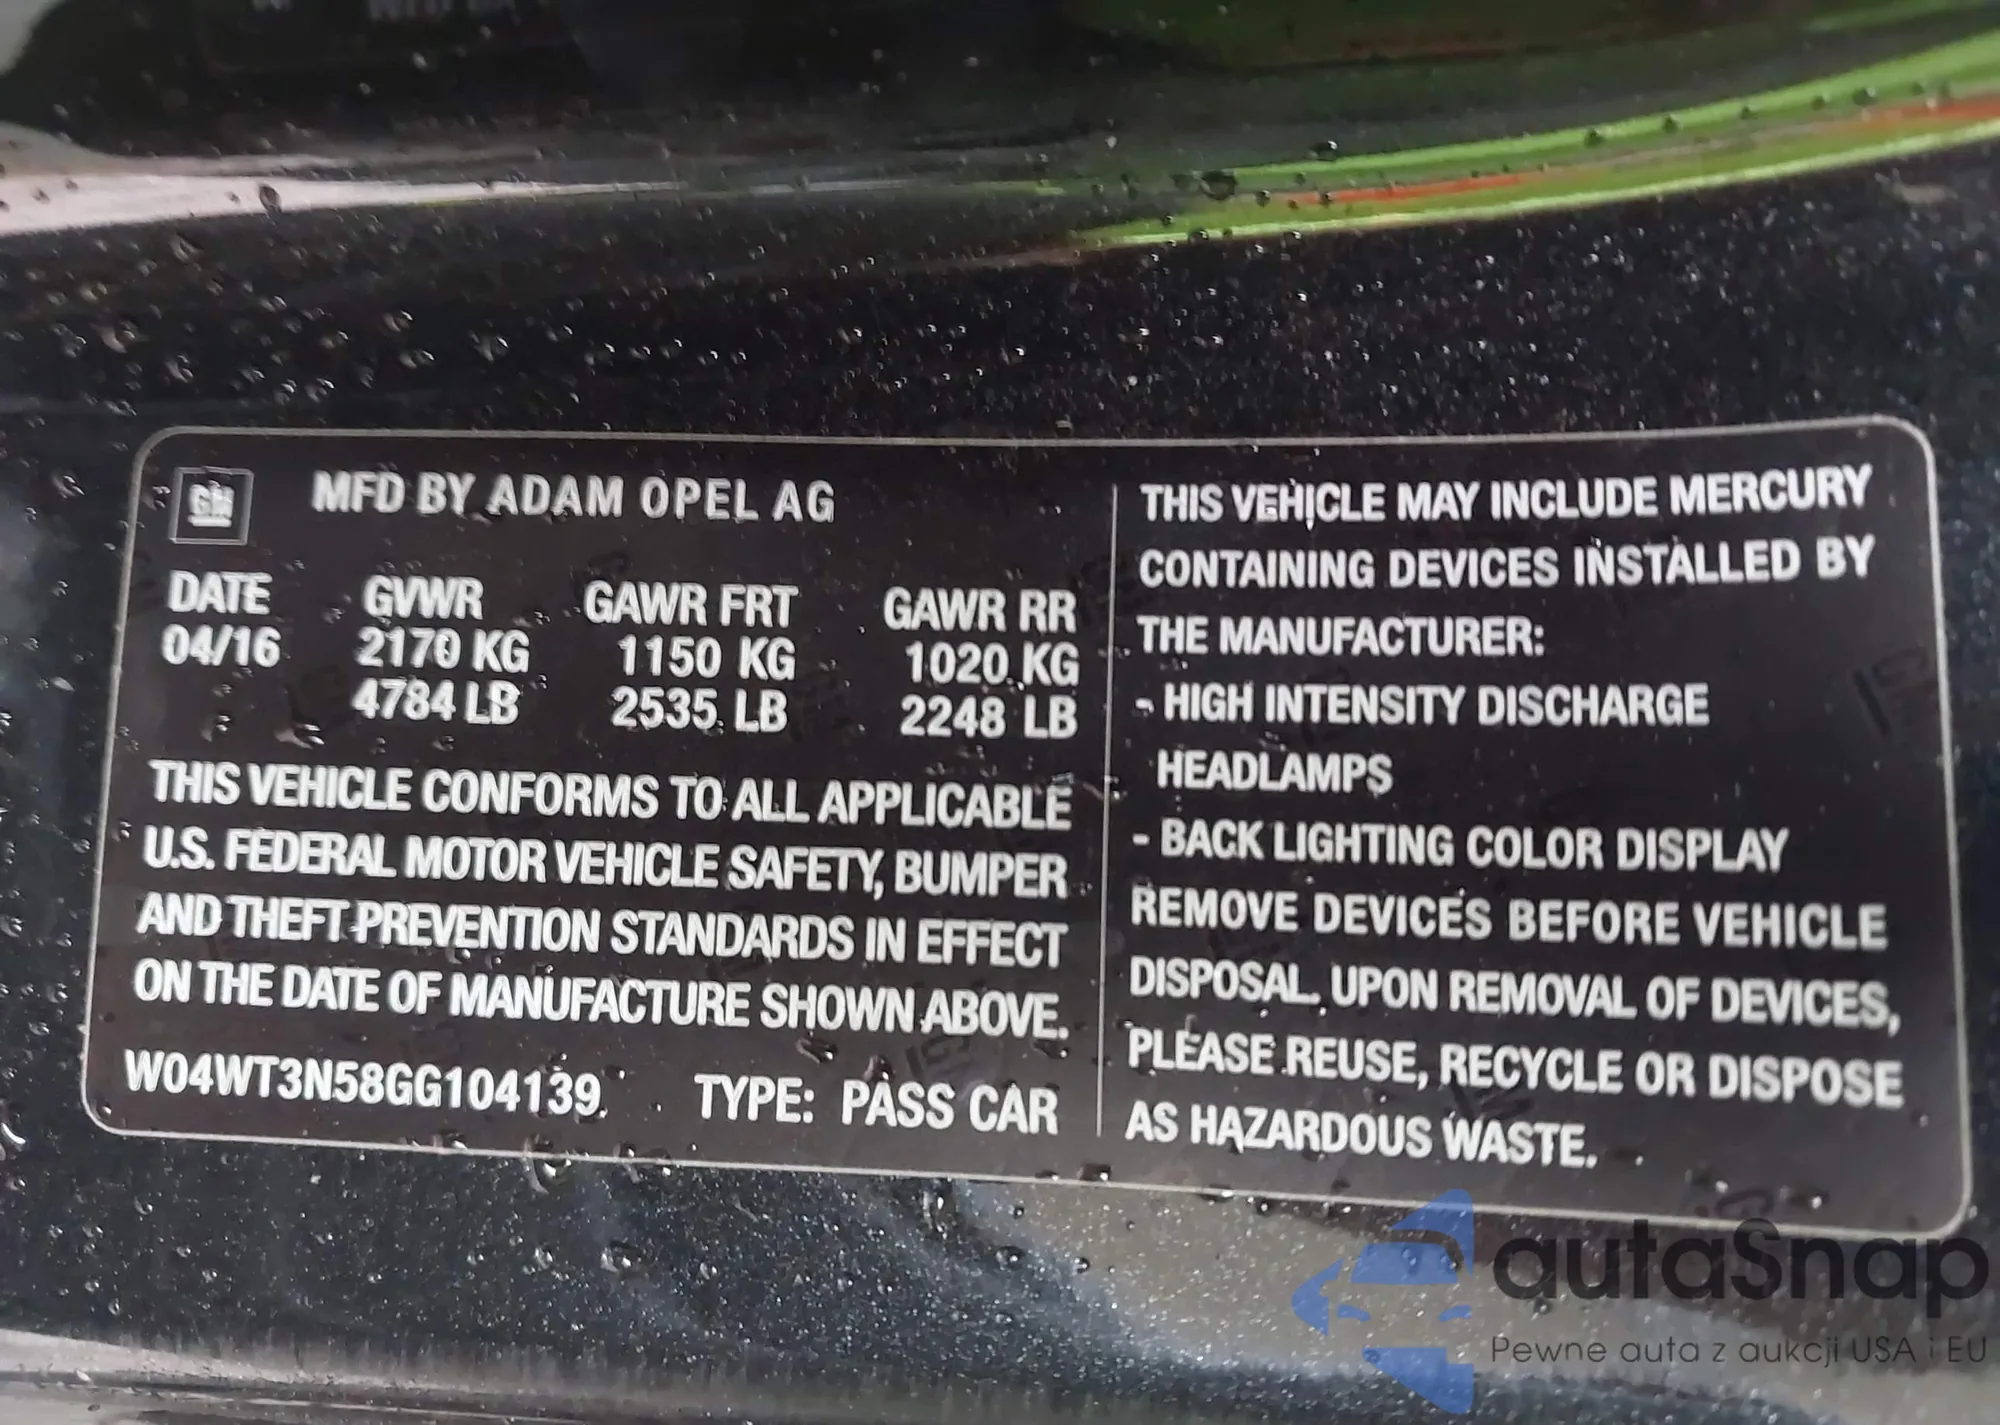 GM
MFD BY ADAM OPEL AG
DATE GVWR GAWR FRT GAWR RR
04/16 2170 KG 1150 KG 1020 KG
4784 LB 2535 LB 2248 LB
THIS VEHICLE CONFORMS TO ALL APPLICABLE
U.S. FEDERAL MOTOR VEHICLE SAFETY, BUMPER
AND THEFT PREVENTION STANDARDS IN EFFECT
ON THE DATE OF MANUFACTURE SHOWN ABOVE.
W04WT3N58GG104139 TYPE: PASS CAR
THIS VEHICLE MAY INCLUDE MERCURY
CONTAINING DEVICES INSTALLED BY
THE MANUFACTURER:
- HIGH INTENSITY DISCHARGE
HEADLAMPS
- BACK LIGHTING COLOR DISPLAY
REMOVE DEVICES BEFORE VEHICLE
DISPOSAL. UPON REMOVAL OF DEVICES,
PLEASE REUSE, RECYCLE OR DISPOSE
AS HAZARDOUS WASTE.
autaSnap
Pewne auta z aukcji USA i EU